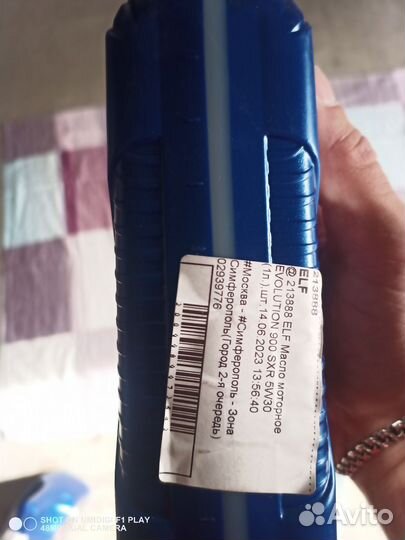 213888
ELF
@ 213888 ELF Масло моторное
EVOLUTION 900 SXR 5W30
(1л.).шт.14.06.2023 13:56:40
#Москва - #Симферополь - Зона
Симферополь(Город 2-я очередь)
02939776
SHOT ON UMIDIGI F1 PLAY
48MP DUAL CAMERA
Avito